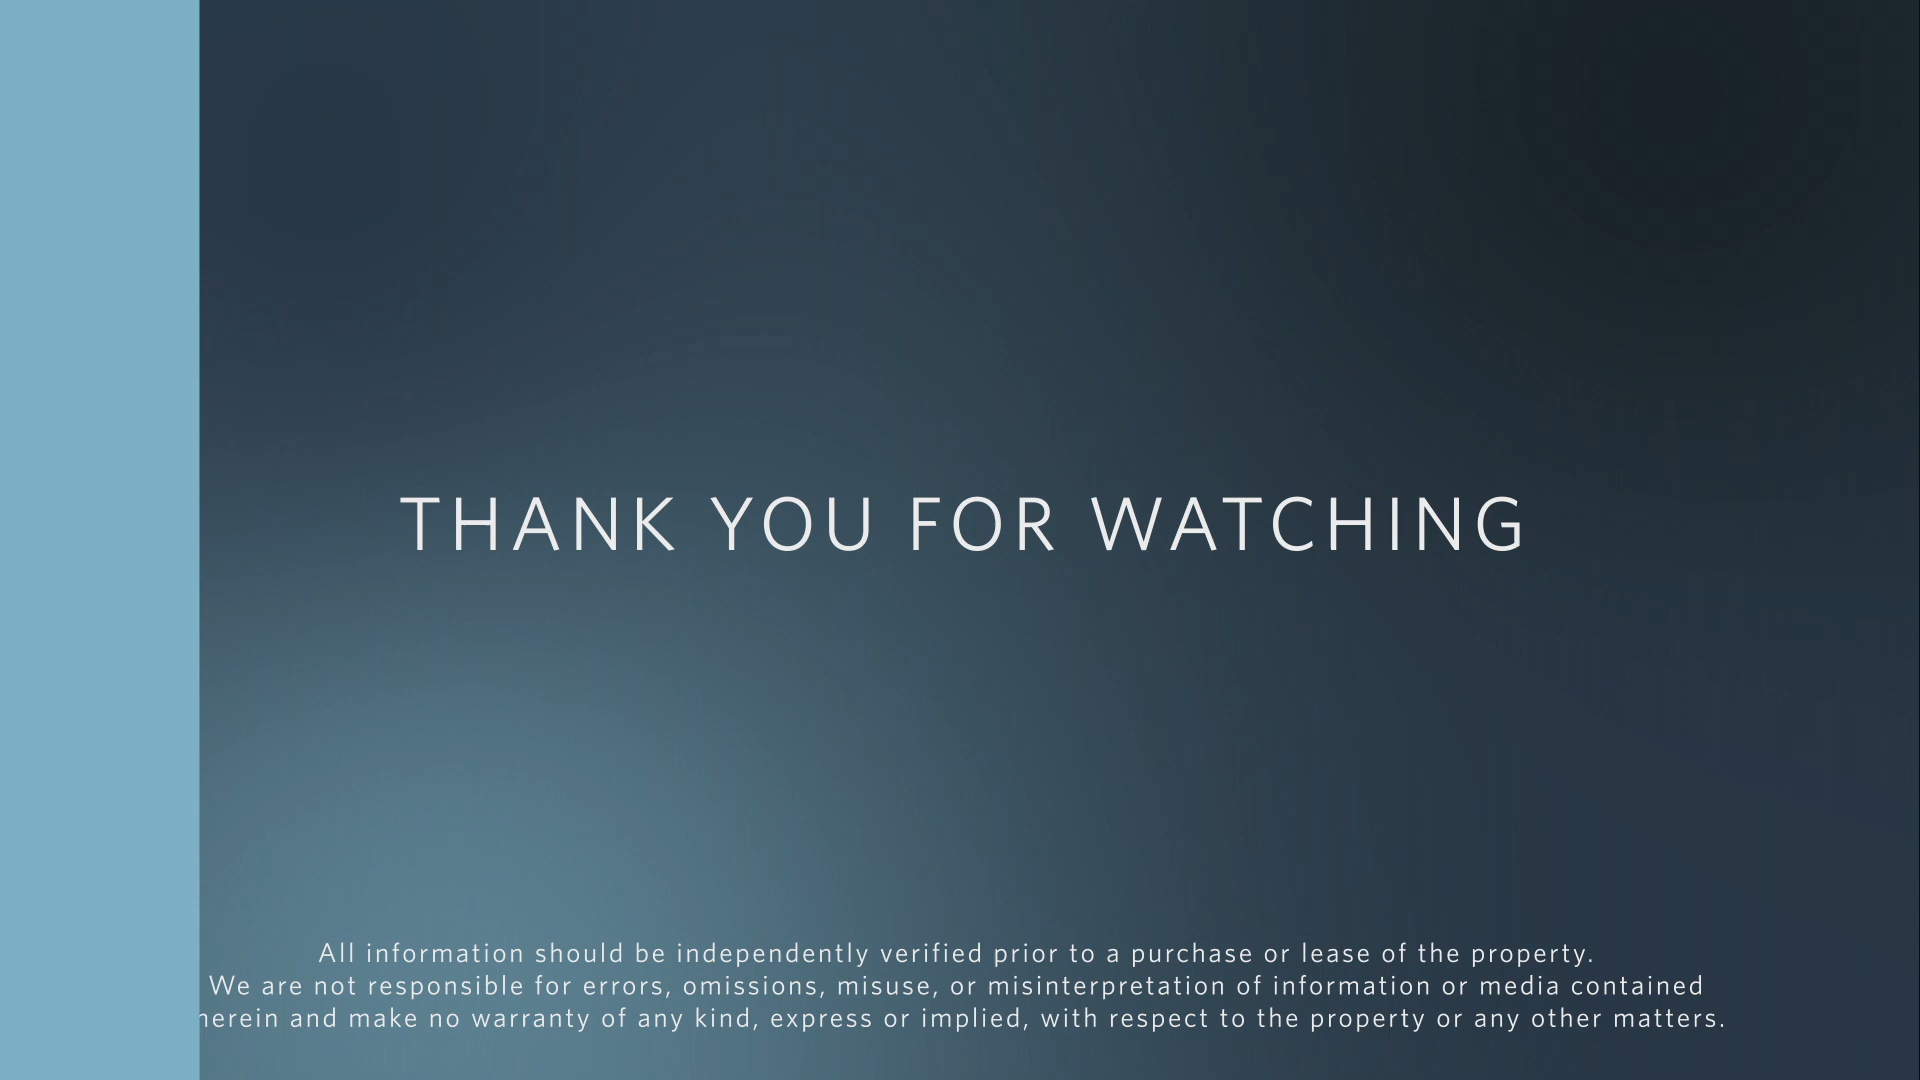 THANK YOU FOR WATCHING
All information should be independently verified prior to a purchase or lease of the property.
We are not responsible for errors, omissions, misuse, or misinterpretation of information or media contained
herein and make no warranty of any kind, express or implied, with respect to the property or any other matters.